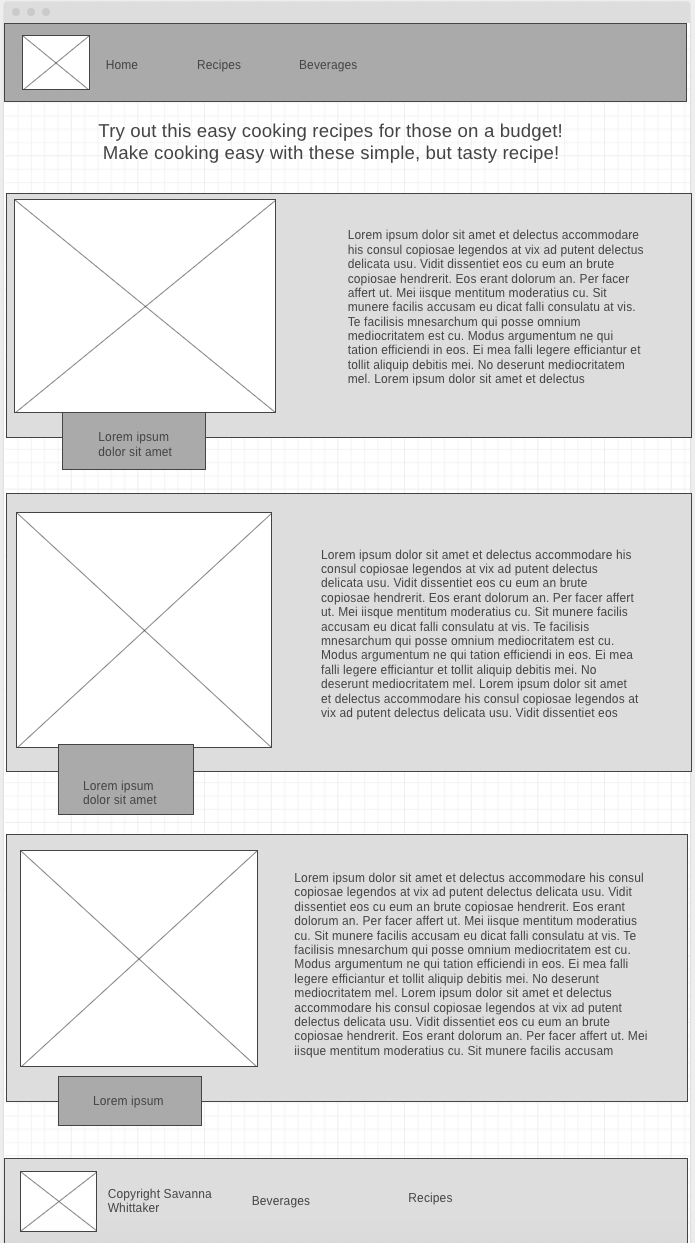 Home Recipes Beverages
Try out this easy cooking recipes for those on a budget!
Make cooking easy with these simple, but tasty recipe!
Lorem ipsum dolor sit amet et delectus accommodare
his consul copiosae legendos at vix ad putent delectus
delicata usu. Vidit dissentiet eos cu eum an brute
copiosae hendrerit. Eos erant dolorum an. Per facer
affert ut. Mei iisque mentitum moderatius cu. Sit
munere facilis accusam eu dicat falli consulatu at vis.
Te facilisis mnesarchum qui posse omnium
mediocritatem est cu. Modus argumentum ne qui
tation efficiendi in eos. Ei mea falli legere efficiantur et
tollit aliquip debitis mei. No deserunt mediocritatem
mel. Lorem ipsum dolor sit amet et delectus
Lorem ipsum
dolor sit amet
Lorem ipsum dolor sit amet et delectus accommodare his
consul copiosae legendos at vix ad putent delectus
delicata usu. Vidit dissentiet eos cu eum an brute
copiosae hendrerit. Eos erant dolorum an. Per facer affert
ut. Mei iisque mentitum moderatius cu. Sit munere facilis
accusam eu dicat falli consulatu at vis. Te facilisis
mnesarchum qui posse omnium mediocritatem est cu.
Modus argumentum ne qui tation efficiendi in eos. Ei mea
falli legere efficiantur et tollit aliquip debitis mei. No
deserunt mediocritatem mel. Lorem ipsum dolor sit amet
et delectus accommodare his consul copiosae legendos at
vix ad putent delectus delicata usu. Vidit dissentiet eos
Lorem ipsum
dolor sit amet
Lorem ipsum dolor sit amet et delectus accommodare his consul
copiosae legendos at vix ad putent delectus delicata usu. Vidit
dissentiet eos cu eum an brute copiosae hendrerit. Eos erant
dolorum an. Per facer affert ut. Mei iisque mentitum moderatius
cu. Sit munere facilis accusam eu dicat falli consulatu at vis. Te
facilisis mnesarchum qui posse omnium mediocritatem est cu.
Modus argumentum ne qui tation efficiendi in eos. Ei mea falli
legere efficiantur et tollit aliquip debitis mei. No deserunt
mediocritatem mel. Lorem ipsum dolor sit amet et delectus
accommodare his consul copiosae legendos at vix ad putent
delectus delicata usu. Vidit dissentiet eos cu eum an brute
copiosae hendrerit. Eos erant dolorum an. Per facer affert ut. Mei
iisque mentitum moderatius cu. Sit munere facilis accusam
Lorem ipsum
Copyright Savanna
Whittaker
Beverages
Recipes